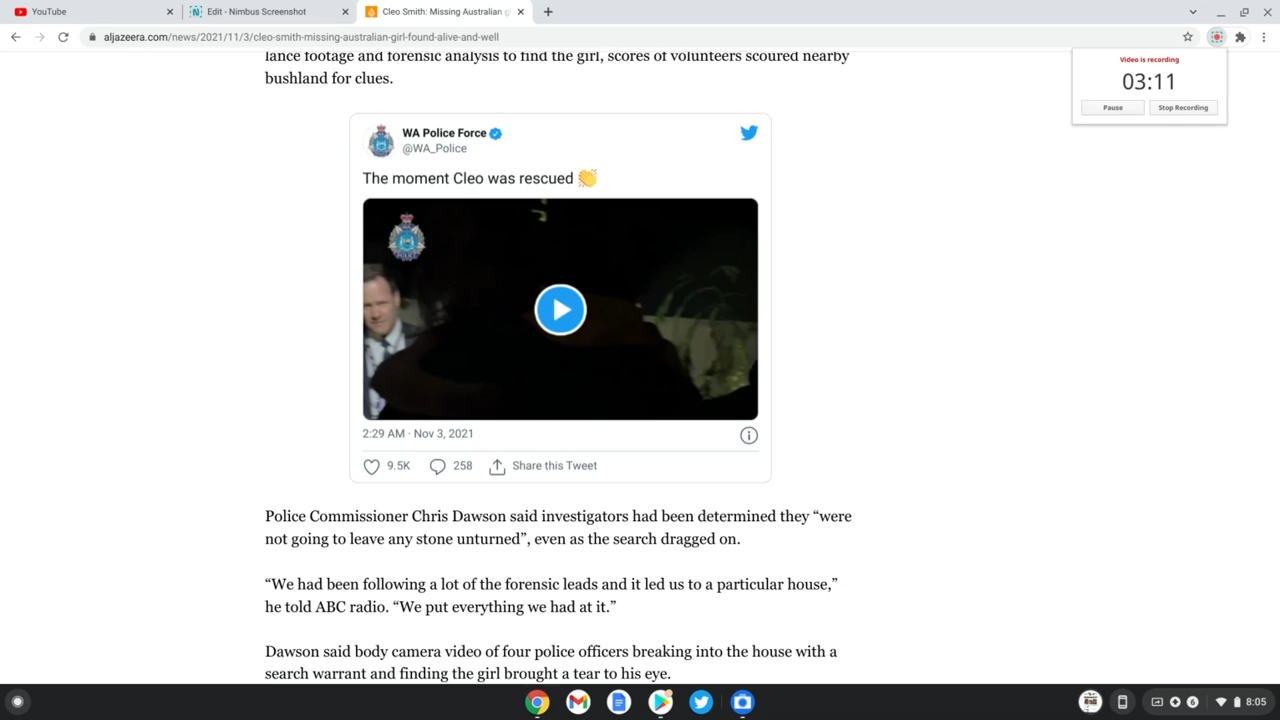 YouTube
Edit - Nimbus Screenshot
Cleo Smith: Missing Australian g
aljazeera.com/news/2021/11/3/cleo-smith-missing-australian-girl-found-alive-and-well
Video is recording
03:11
Pause
Stop Recording
lance footage and forensic analysis to find the girl, scores of volunteers scoured nearby
bushland for clues.
WA Police Force
@WA_Police
The moment Cleo was rescued 👏
2:29 AM · Nov 3, 2021
9.5K
258
Share this Tweet
Police Commissioner Chris Dawson said investigators had been determined they “were
not going to leave any stone unturned”, even as the search dragged on.
“We had been following a lot of the forensic leads and it led us to a particular house,”
he told ABC radio. “We put everything we had at it.”
Dawson said body camera video of four police officers breaking into the house with a
search warrant and finding the girl brought a tear to his eye.
6
8:05